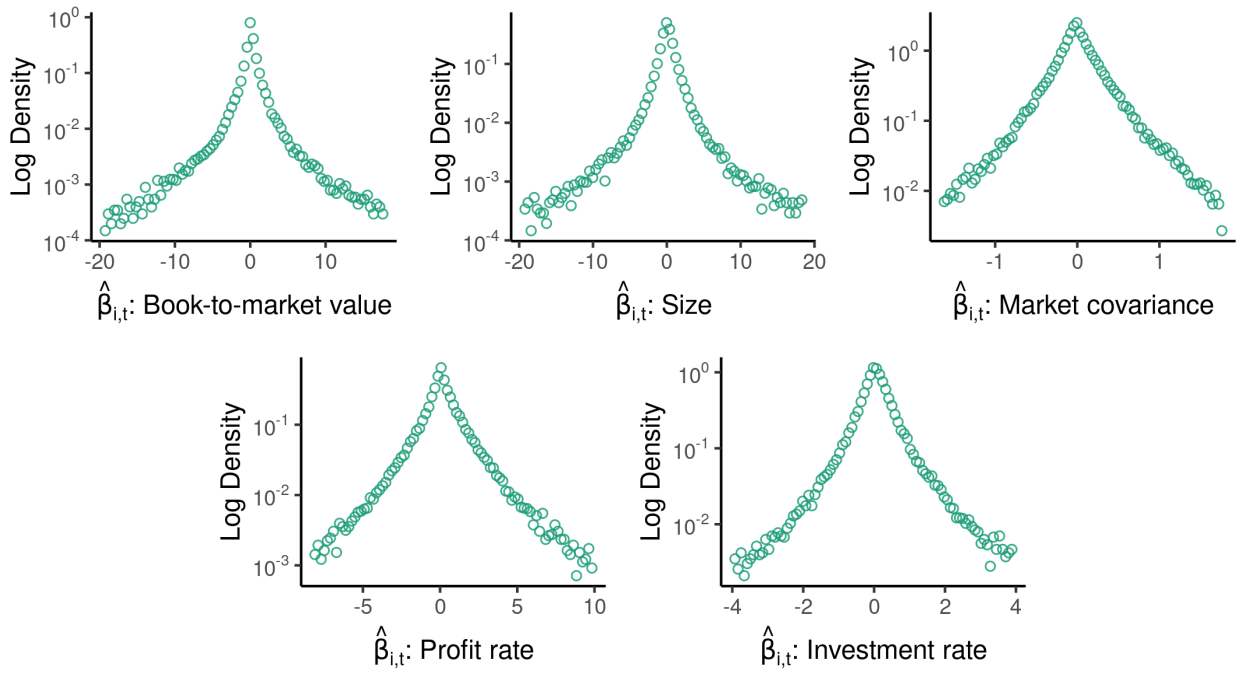 Log Density
10^0
10^-1
10^-2
10^-3
10^-4
-20 -10 0 10
β̂_{i,t}: Book-to-market value
Log Density
10^-1
10^-2
10^-3
10^-4
-20 -10 0 10 20
β̂_{i,t}: Size
Log Density
10^0
10^-1
10^-2
-1 0 1
β̂_{i,t}: Market covariance
Log Density
10^-1
10^-2
10^-3
-5 0 5 10
β̂_{i,t}: Profit rate
Log Density
10^0
10^-1
10^-2
-4 -2 0 2 4
β̂_{i,t}: Investment rate